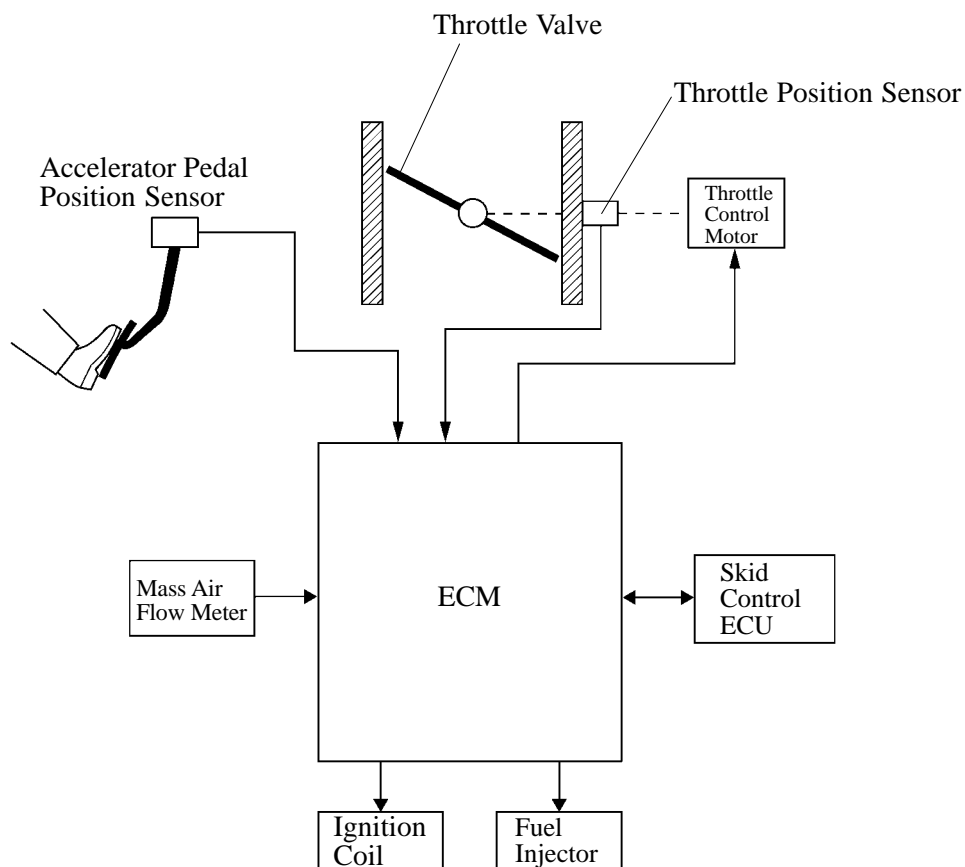 Throttle Valve
Throttle Position Sensor
Accelerator Pedal
Position Sensor
Throttle
Control
Motor
Mass Air
Flow Meter
ECM
Skid
Control
ECU
Ignition
Coil
Fuel
Injector